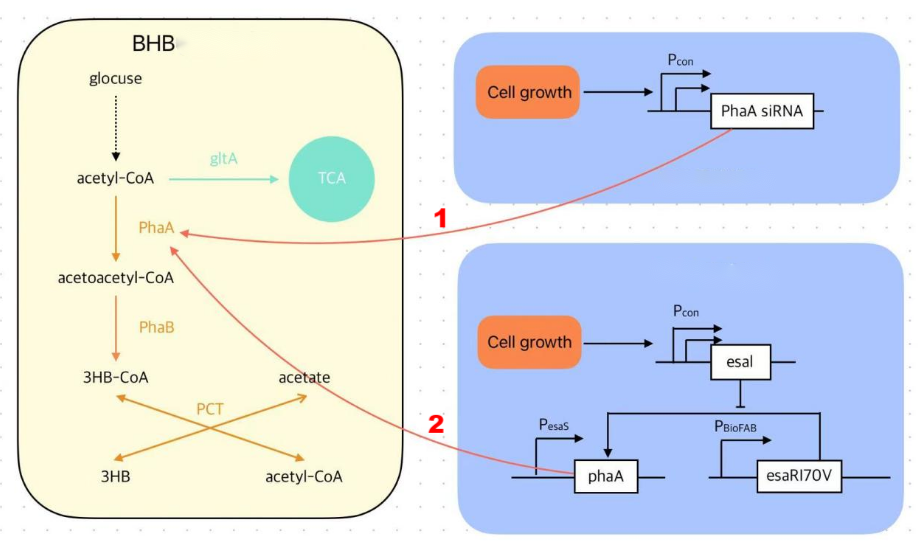 BHB
glocuse
acetyl-CoA
gltA
TCA
PhaA
acetoacetyl-CoA
PhaB
3HB-CoA
acetate
PCT
3HB
acetyl-CoA
1
2
Cell growth
Pcon
PhaA siRNA
Cell growth
Pcon
esaI
PesaS
phaA
PBioFAB
esaRI70V